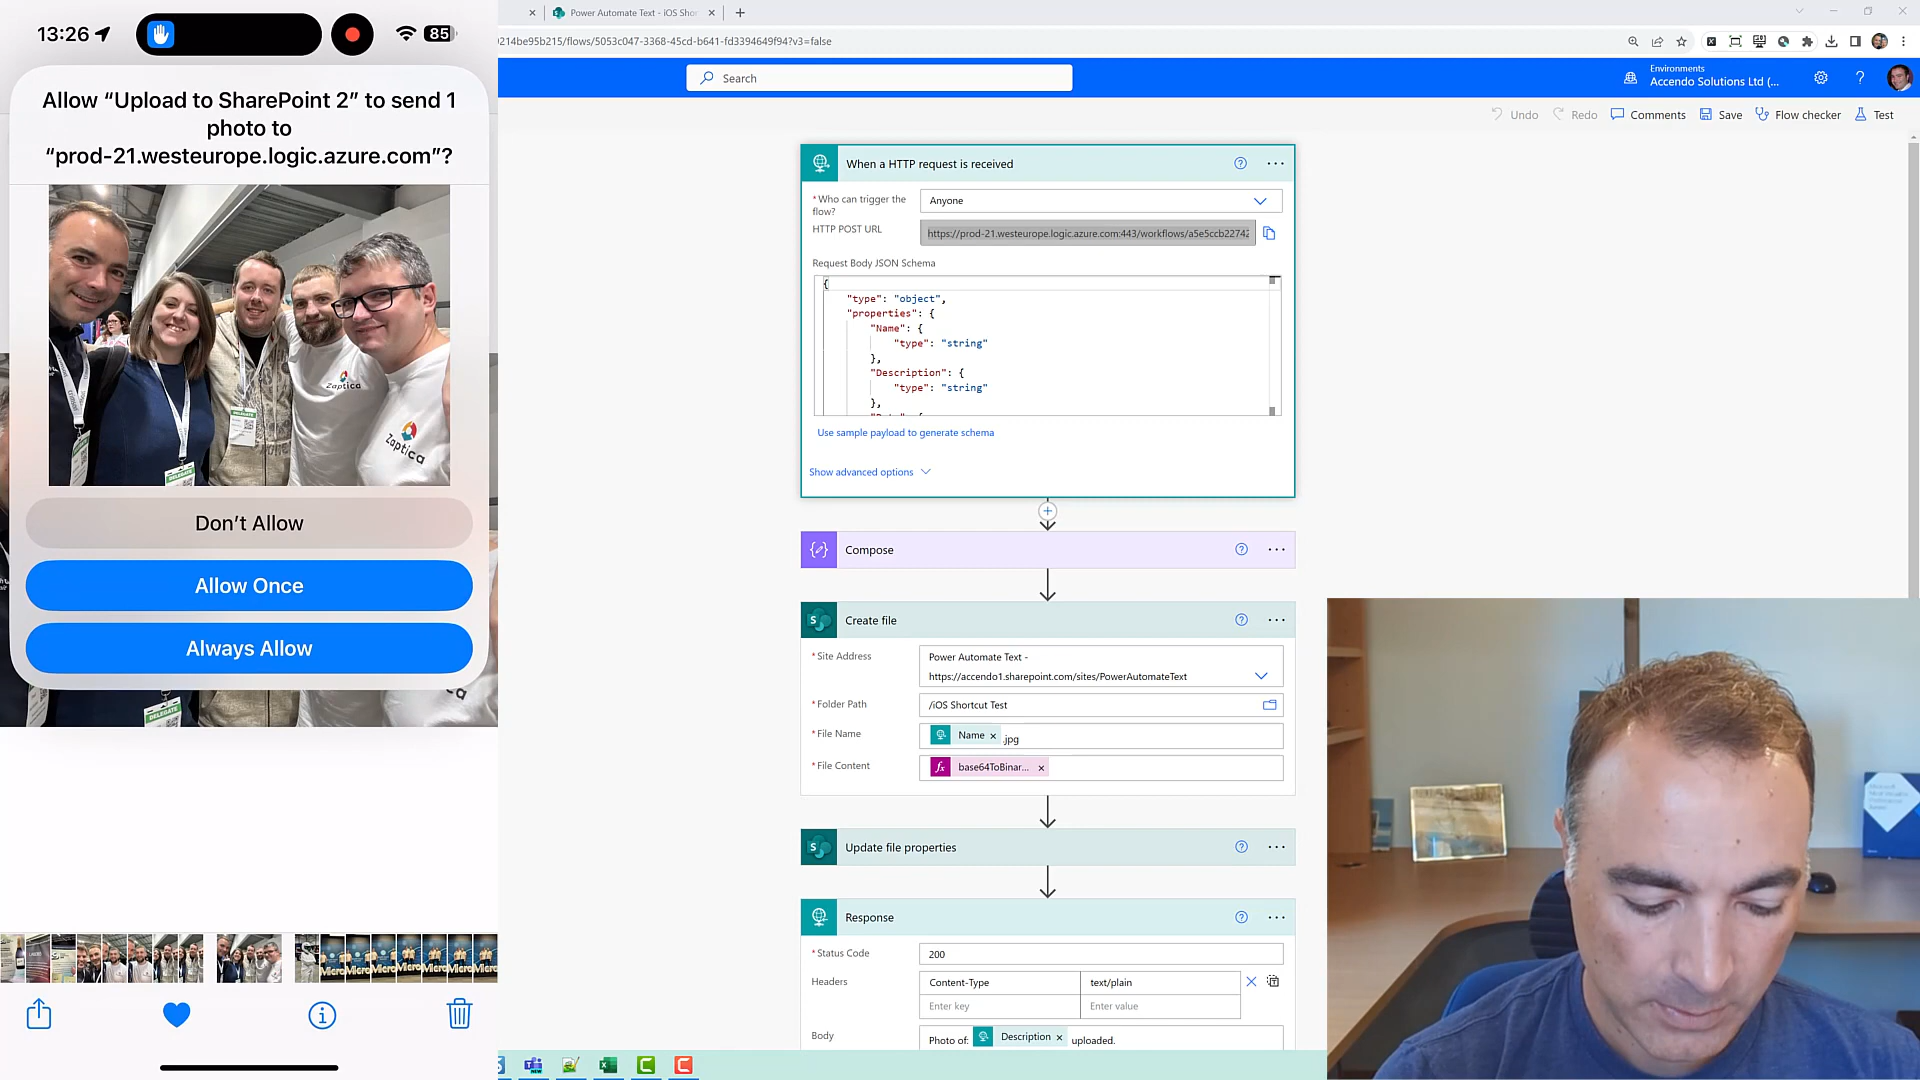 13:26
85
Allow “Upload to SharePoint 2” to send 1
photo to
“prod-21.westeurope.logic.azure.com”?
Zaptica
Zaptica
DELEGATE
DELEGATE
Don’t Allow
Allow Once
Always Allow
DELEGATE
Power Automate Text - iOS Shor
214be95b215/flows/5053c047-3368-45cd-b641-fd3394649f94?v3=false
Search
Environments
Accendo Solutions Ltd (...
Undo
Redo
Comments
Save
Flow checker
Test
When a HTTP request is received
* Who can trigger the
flow?
Anyone
HTTP POST URL
https://prod-21.westeurope.logic.azure.com:443/workflows/a5e5ccb22742
Request Body JSON Schema
{
"type": "object",
"properties": {
"Name": {
"type": "string"
},
"Description": {
"type": "string"
},
Use sample payload to generate schema
Show advanced options
Compose
Create file
* Site Address
Power Automate Text -
https://accendo1.sharepoint.com/sites/PowerAutomateText
* Folder Path
/iOS Shortcut Test
* File Name
Name × .jpg
* File Content
fx base64ToBinar... ×
Update file properties
Response
* Status Code
200
Headers
Content-Type
text/plain
Enter key
Enter value
Body
Photo of: Description × uploaded.